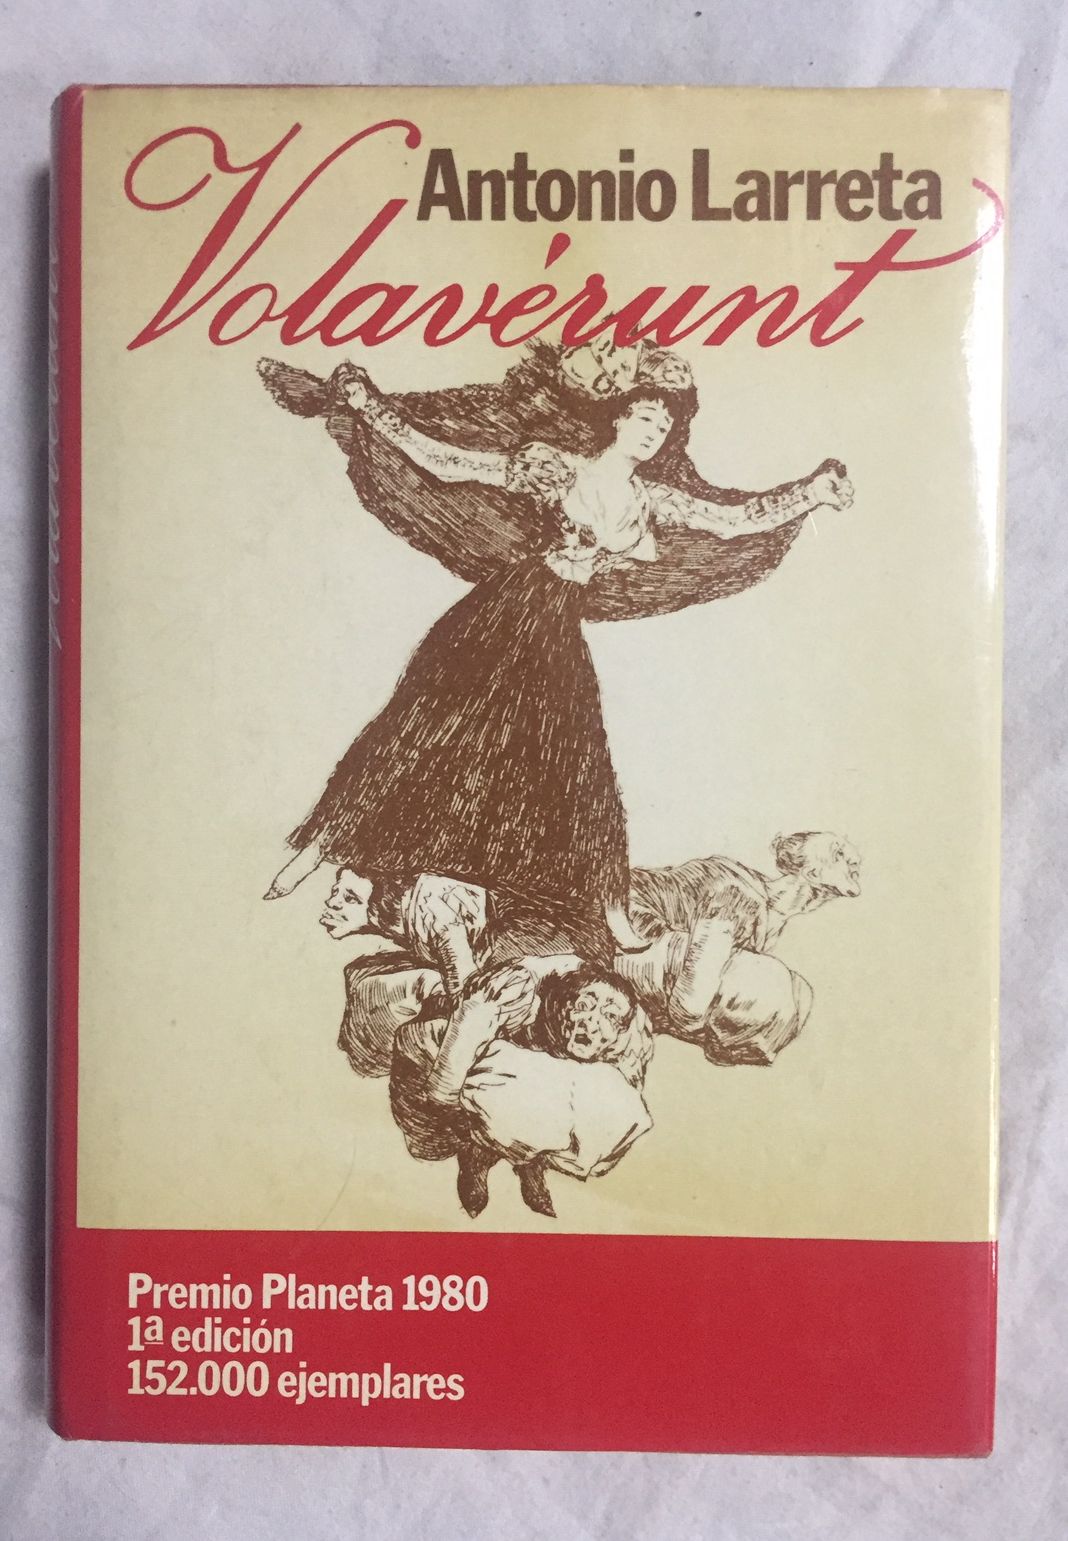 Antonio Larreta
Volavérunt
Premio Planeta 1980
1ª edición
152.000 ejemplares